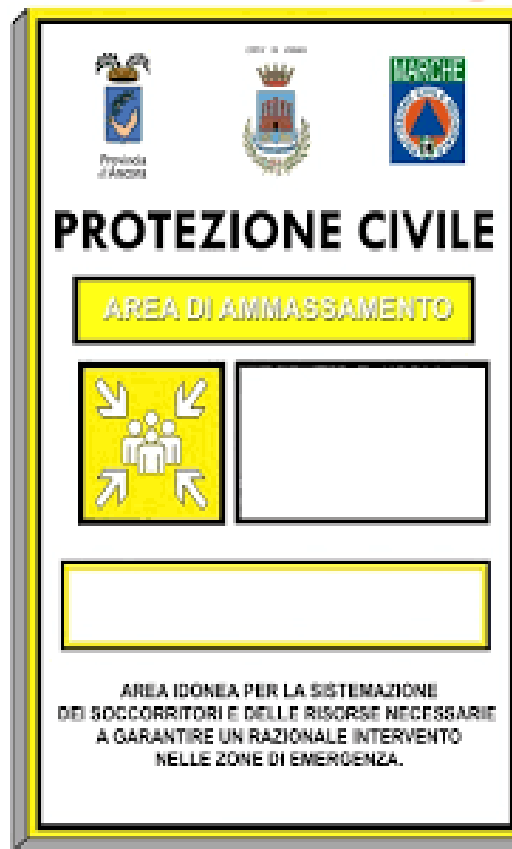 MARCHE
Provincia
d'Ancona
PROTEZIONE CIVILE
AREA DI AMMASSAMENTO
AREA IDONEA PER LA SISTEMAZIONE
DEI SOCCORRITORI E DELLE RISORSE NECESSARIE
A GARANTIRE UN RAZIONALE INTERVENTO
NELLE ZONE DI EMERGENZA.